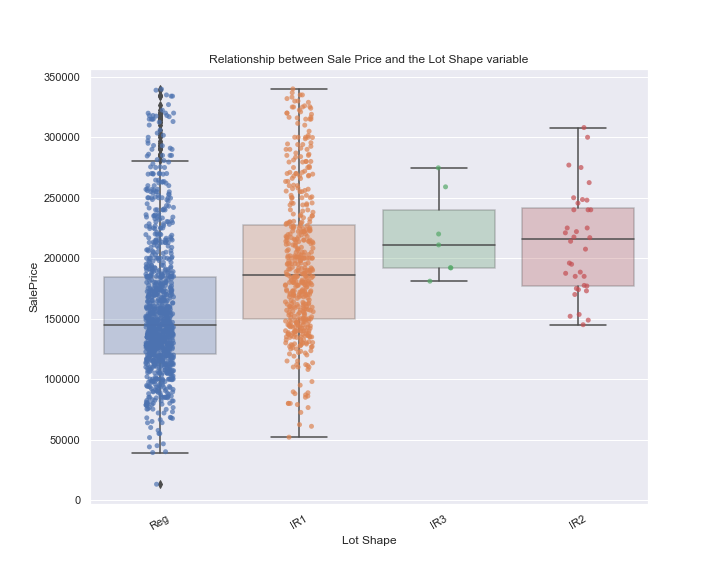 Relationship between Sale Price and the Lot Shape variable
350000
300000
250000
200000
150000
100000
50000
0
SalePrice
Reg
IR1
IR3
IR2
Lot Shape